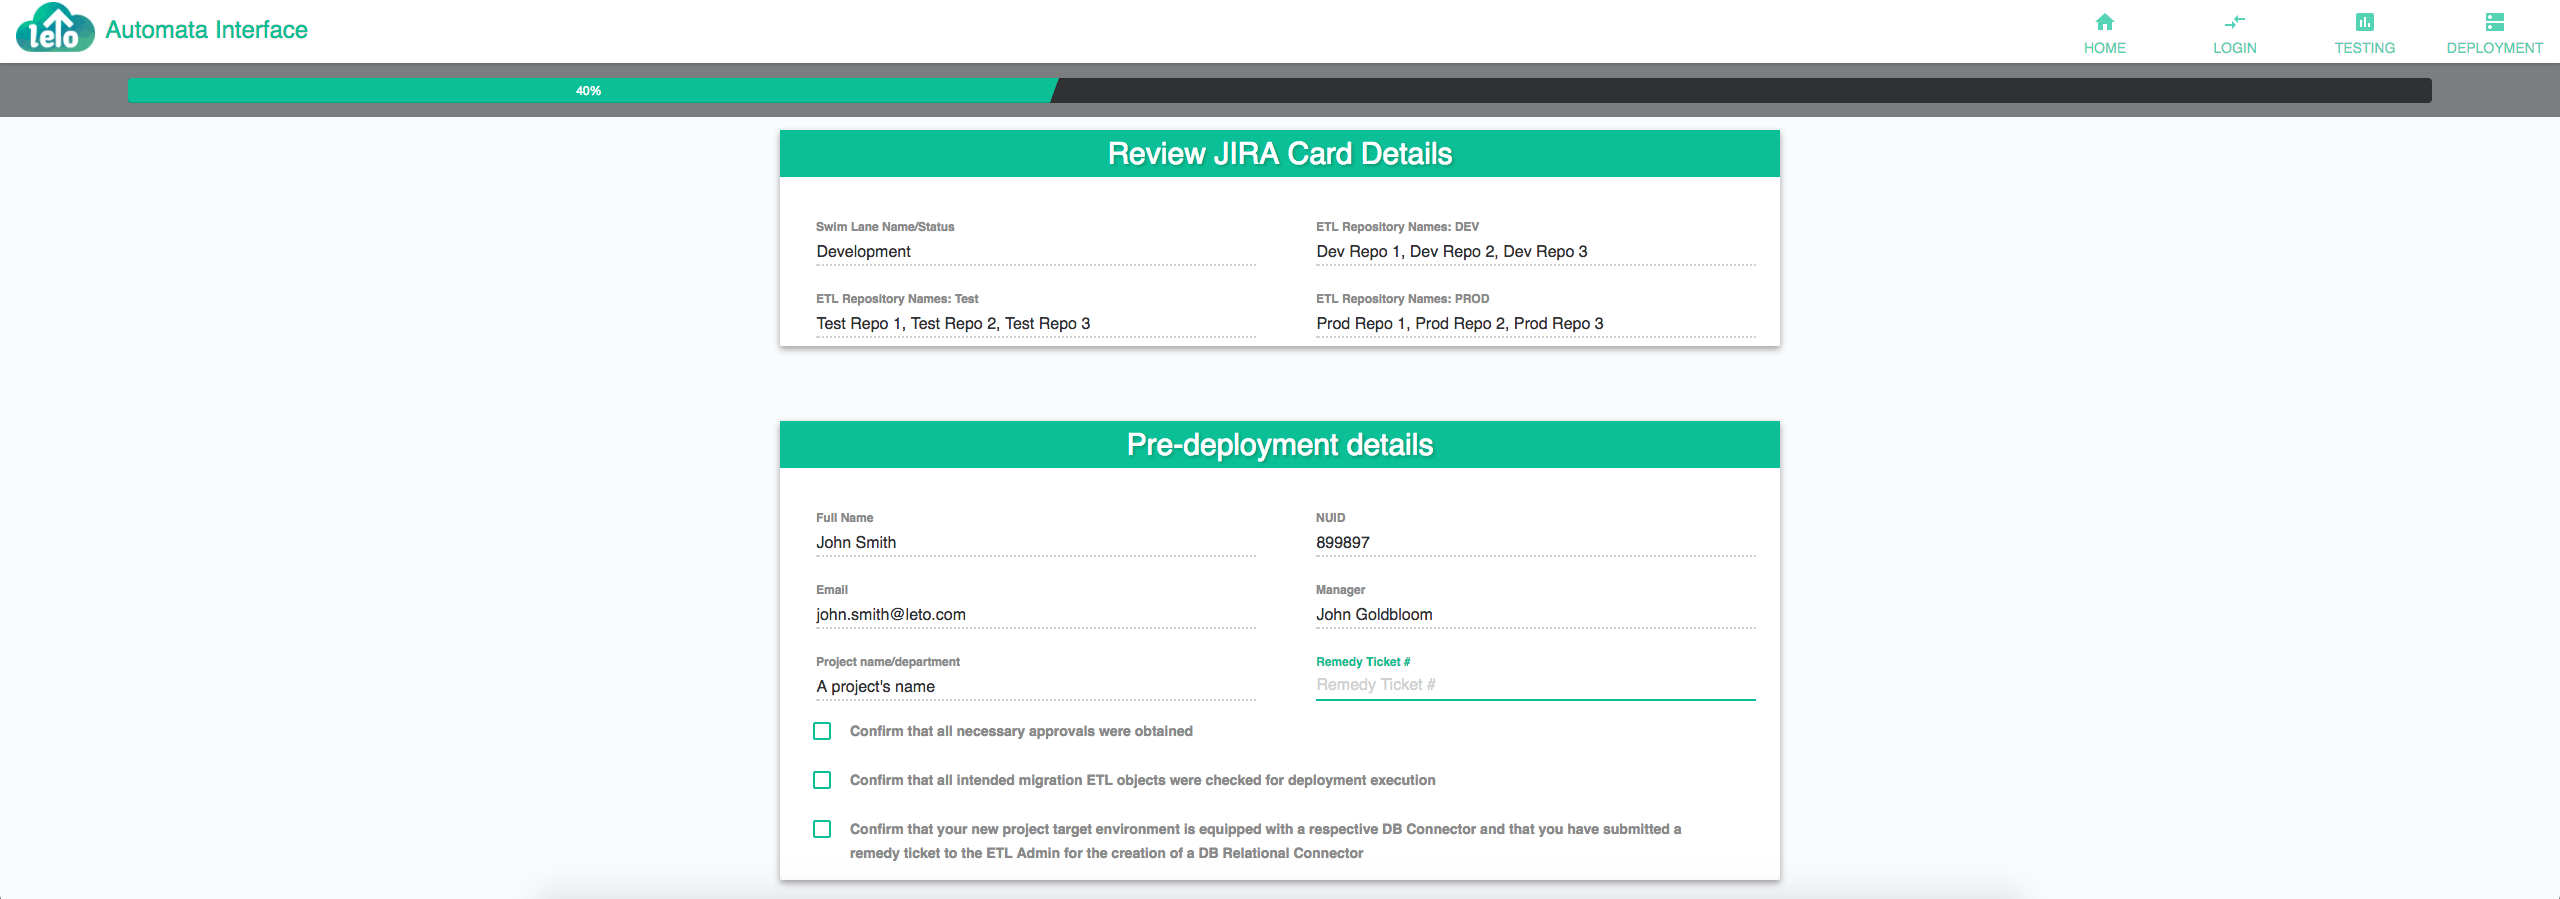 leto Automata Interface
HOME LOGIN TESTING DEPLOYMENT
40%
Review JIRA Card Details
Swim Lane Name/Status
Development
ETL Repository Names: DEV
Dev Repo 1, Dev Repo 2, Dev Repo 3
ETL Repository Names: Test
Test Repo 1, Test Repo 2, Test Repo 3
ETL Repository Names: PROD
Prod Repo 1, Prod Repo 2, Prod Repo 3
Pre-deployment details
Full Name
John Smith
NUID
899897
Email
john.smith@leto.com
Manager
John Goldbloom
Project name/department
A project's name
Remedy Ticket #
Remedy Ticket #
Confirm that all necessary approvals were obtained
Confirm that all intended migration ETL objects were checked for deployment execution
Confirm that your new project target environment is equipped with a respective DB Connector and that you have submitted a
remedy ticket to the ETL Admin for the creation of a DB Relational Connector